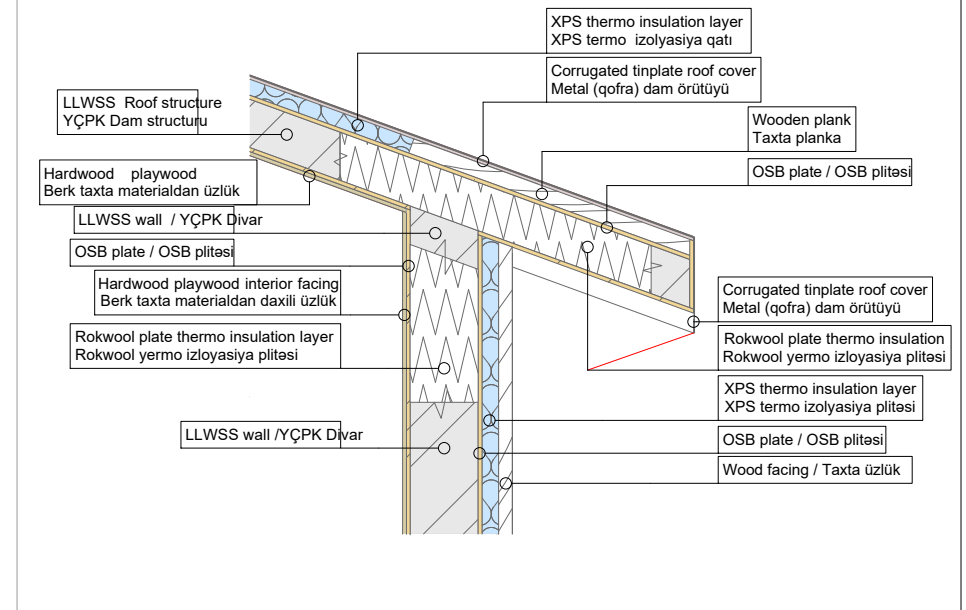 XPS thermo insulation layer
XPS termo izolyasiya qatı
Corrugated tinplate roof cover
Metal (qofra) dam örütüyü
LLWSS Roof structure
YÇPK Dam structuru
Wooden plank
Taxta planka
Hardwood playwood
Berk taxta materialdan üzlük
OSB plate / OSB plitəsi
LLWSS wall / YÇPK Divar
OSB plate / OSB plitəsi
Hardwood playwood interior facing
Berk taxta materialdan daxili üzlük
Corrugated tinplate roof cover
Metal (qofra) dam örütüyü
Rokwool plate thermo insulation layer
Rokwool yermo izloyasiya plitəsi
Rokwool plate thermo insulation
Rokwool yermo izloyasiya plitəsi
XPS thermo insulation layer
XPS termo izolyasiya plitəsi
LLWSS wall /YÇPK Divar
OSB plate / OSB plitəsi
Wood facing / Taxta üzlük